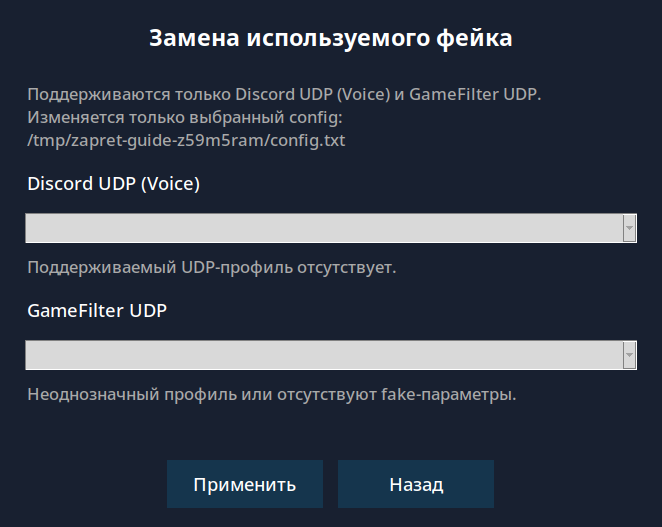 Замена используемого фейка
Поддерживаются только Discord UDP (Voice) и GameFilter UDP.
Изменяется только выбранный config:
/tmp/zapret-guide-z59m5ram/config.txt
Discord UDP (Voice)
Поддерживаемый UDP-профиль отсутствует.
GameFilter UDP
Неоднозначный профиль или отсутствуют fake-параметры.
Применить
Назад